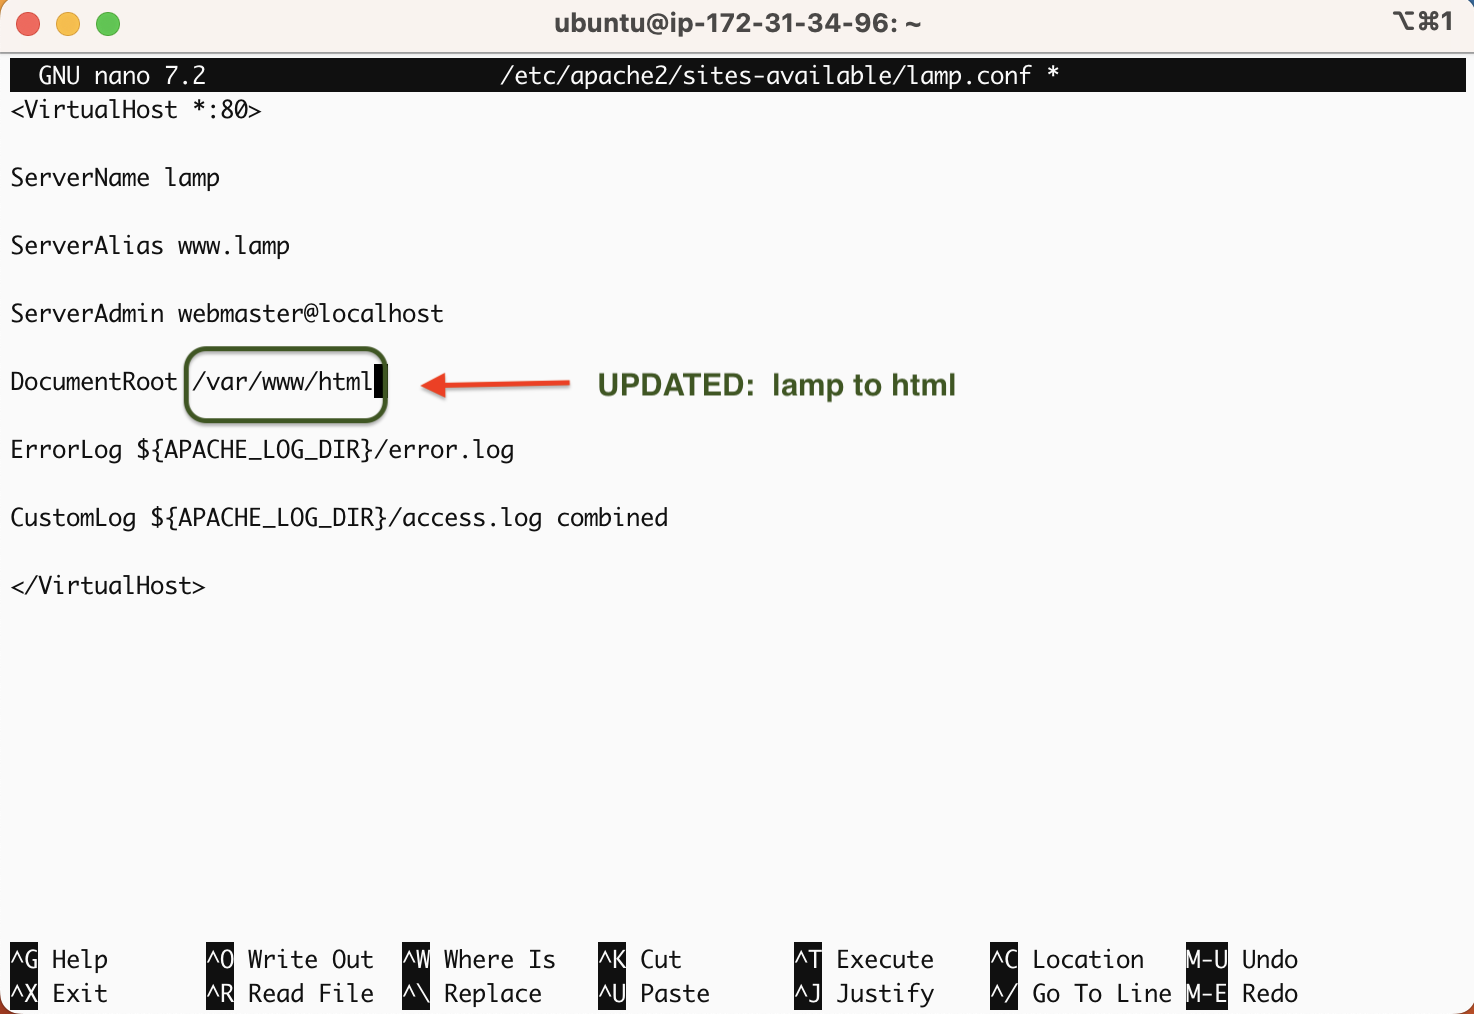 ubuntu@ip-172-31-34-96: ~
⌥⌘1
GNU nano 7.2 /etc/apache2/sites-available/lamp.conf *
<VirtualHost *:80>
ServerName lamp
ServerAlias www.lamp
ServerAdmin webmaster@localhost
DocumentRoot /var/www/html
UPDATED: lamp to html
ErrorLog ${APACHE_LOG_DIR}/error.log
CustomLog ${APACHE_LOG_DIR}/access.log combined
</VirtualHost>
^G Help ^O Write Out ^W Where Is ^K Cut ^T Execute ^C Location M-U Undo
^X Exit ^R Read File ^\ Replace ^U Paste ^J Justify ^/ Go To Line M-E Redo